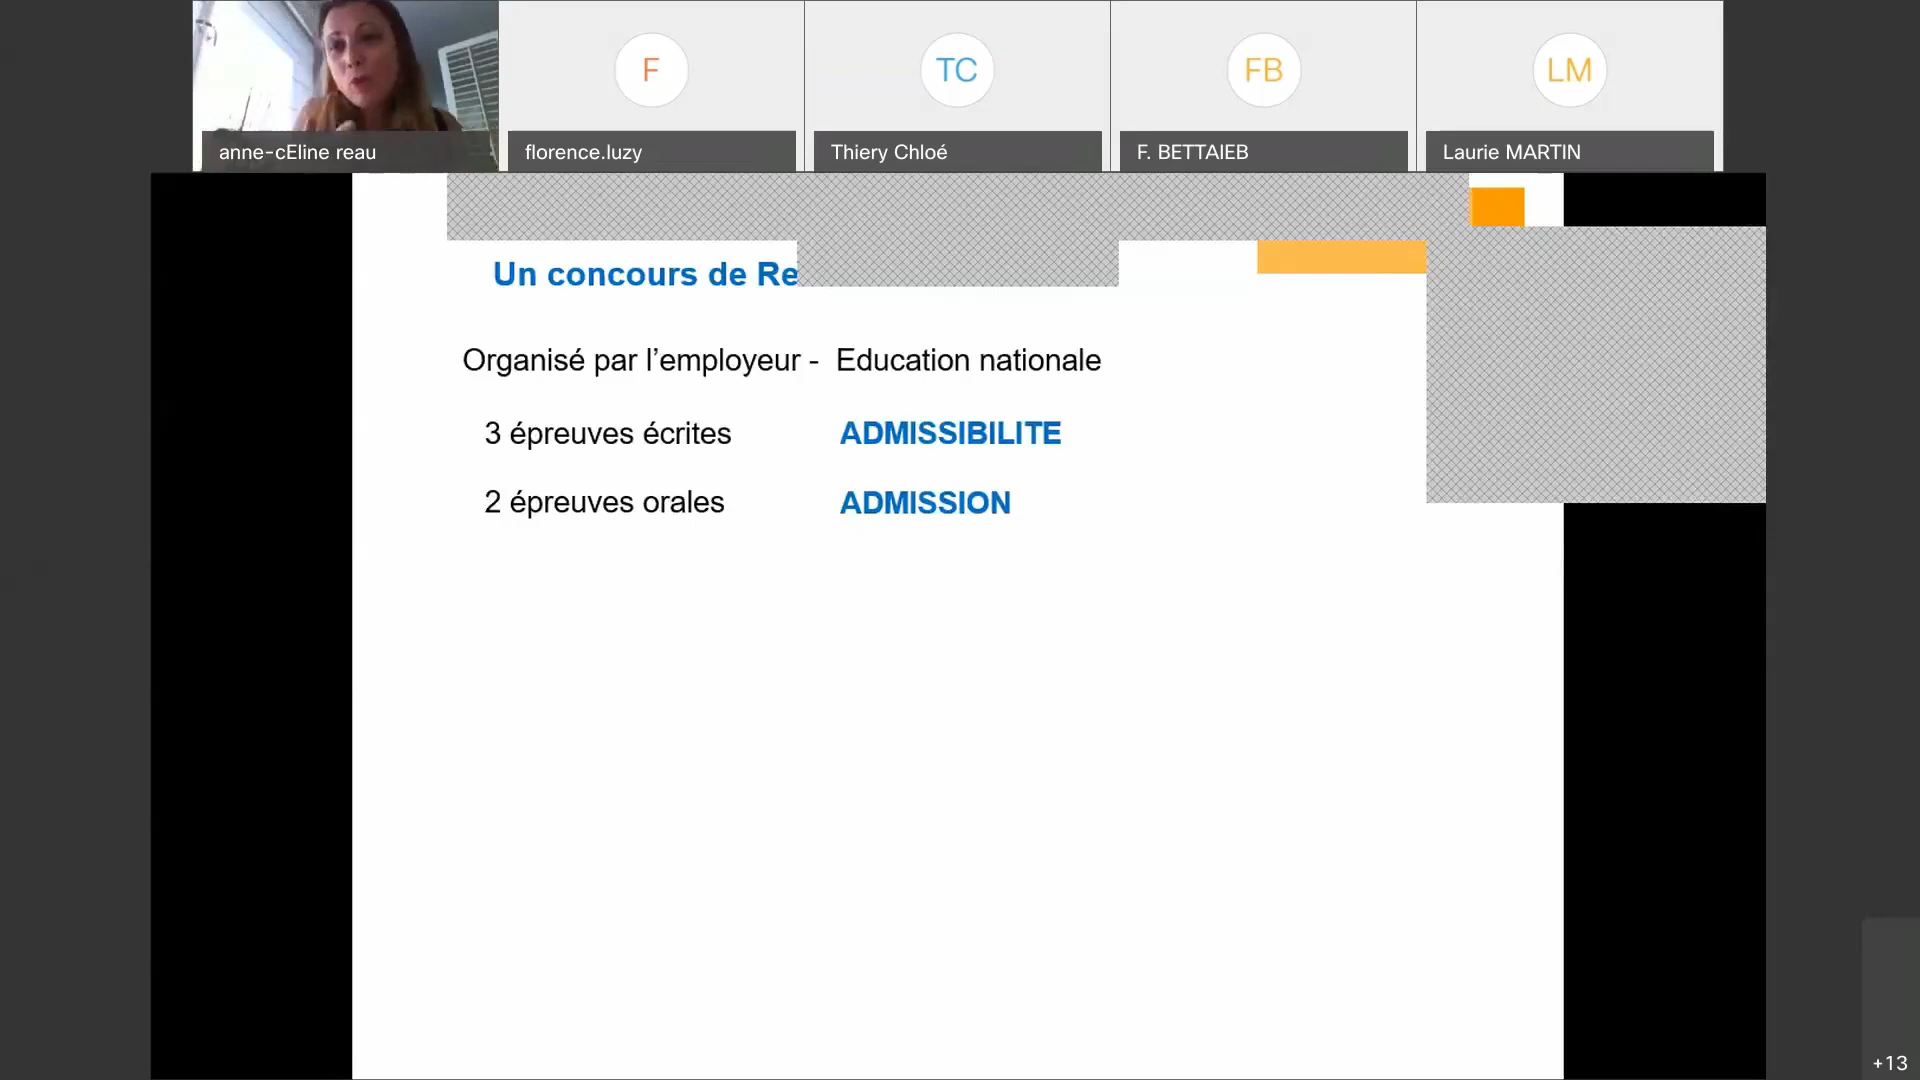 F
TC
FB
LM
anne-cEline reau
florence.luzy
Thiery Chloé
F. BETTAIEB
Laurie MARTIN
Un concours de Re
Organisé par l’employeur - Education nationale
3 épreuves écrites ADMISSIBILITE
2 épreuves orales ADMISSION
+13